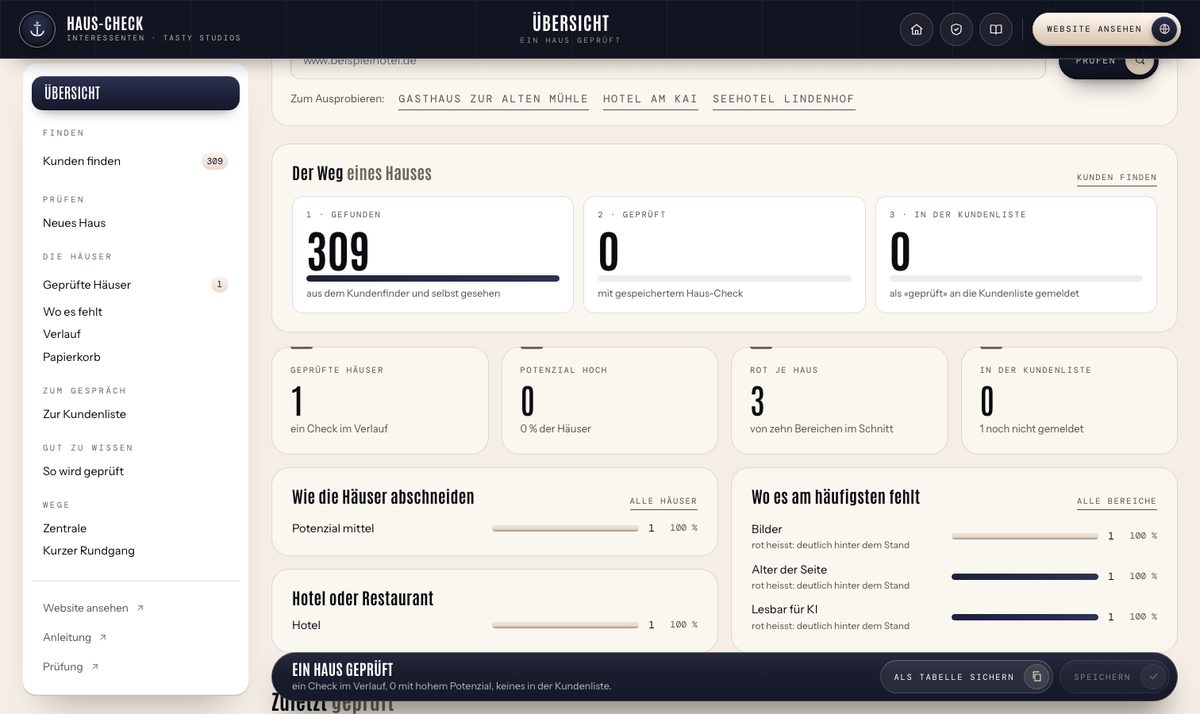 HAUS-CHECK
INTERESSENTEN · TASTY STUDIOS
ÜBERSICHT
EIN HAUS GEPRÜFT
WEBSITE ANSEHEN
ÜBERSICHT
FINDEN
Kunden finden 309
PRÜFEN
Neues Haus
DIE HÄUSER
Geprüfte Häuser 1
Wo es fehlt
Verlauf
Papierkorb
ZUM GESPRÄCH
Zur Kundenliste
GUT ZU WISSEN
So wird geprüft
WEGE
Zentrale
Kurzer Rundgang
Website ansehen ↗
Anleitung ↗
Prüfung ↗
www.beispielhotel.de
PRÜFEN
Zum Ausprobieren: GASTHAUS ZUR ALTEN MÜHLE HOTEL AM KAI SEEHOTEL LINDENHOF
Der Weg eines Hauses
KUNDEN FINDEN
1 · GEFUNDEN
309
aus dem Kundenfinder und selbst gesehen
2 · GEPRÜFT
0
mit gespeichertem Haus-Check
3 · IN DER KUNDENLISTE
0
als «geprüft» an die Kundenliste gemeldet
GEPRÜFTE HÄUSER
1
ein Check im Verlauf
POTENZIAL HOCH
0
0 % der Häuser
ROT JE HAUS
3
von zehn Bereichen im Schnitt
IN DER KUNDENLISTE
0
1 noch nicht gemeldet
Wie die Häuser abschneiden
ALLE HÄUSER
Potenzial mittel 1 100 %
Hotel oder Restaurant
Hotel 1 100 %
Wo es am häufigsten fehlt
ALLE BEREICHE
Bilder 1 100 %
rot heisst: deutlich hinter dem Stand
Alter der Seite 1 100 %
rot heisst: deutlich hinter dem Stand
Lesbar für KI 1 100 %
rot heisst: deutlich hinter dem Stand
EIN HAUS GEPRÜFT
ein Check im Verlauf, 0 mit hohem Potenzial, keines in der Kundenliste.
ALS TABELLE SICHERN
SPEICHERN
Zuletzt geprüft